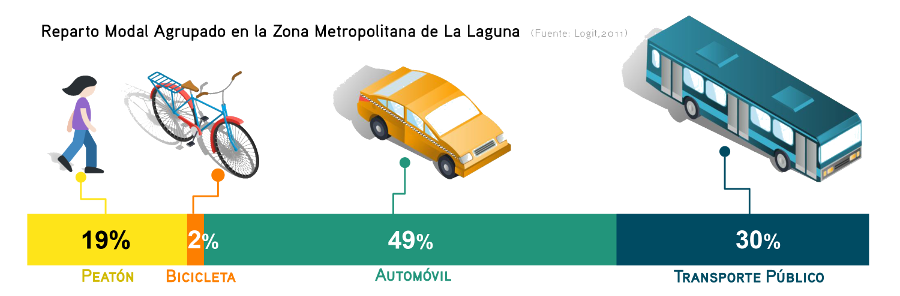 Reparto Modal Agrupado en la Zona Metropolitana de La Laguna (Fuente: Logit,2011)
19% 2% 49% 30%
PEATÓN BICICLETA AUTOMÓVIL TRANSPORTE PÚBLICO